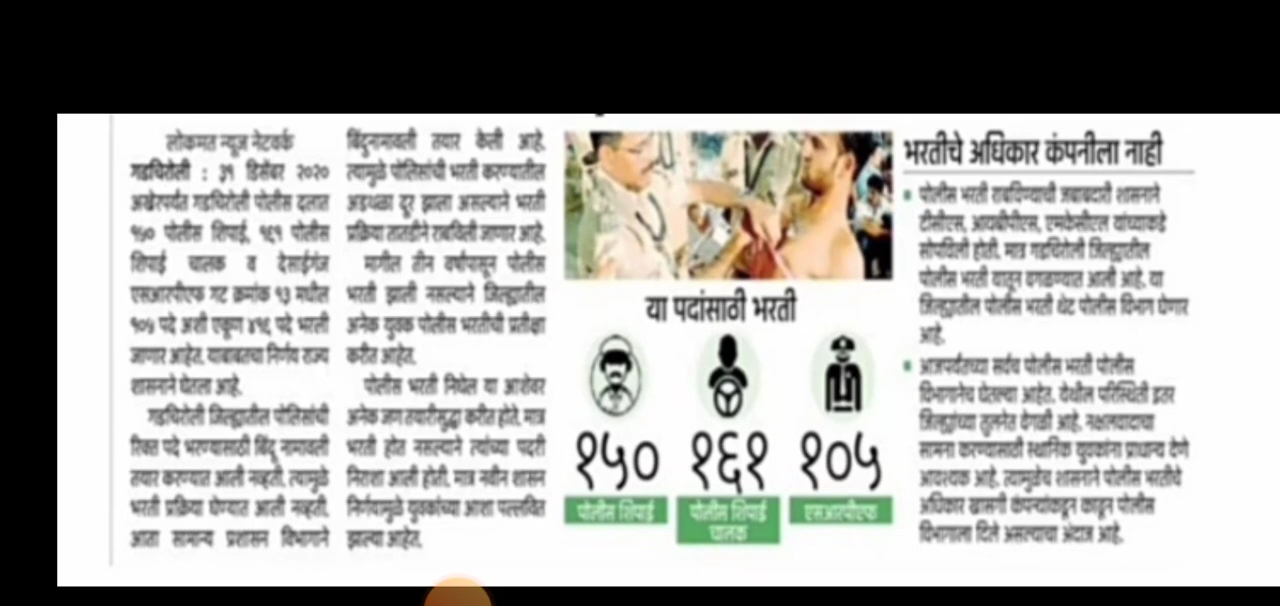 लोकमत न्यूज नेटवर्क
गडचिरोली : ३१ डिसेंबर २०२०
अखेरपर्यंत गडचिरोली पोलीस दलात
१५० पोलीस शिपाई, १६१ पोलीस
शिपाई चालक व देसाईगंज
एसआरपीएफ गट क्रमांक १३ मधील
१०५ पदे अशी एकूण ४१६ पदे भरली
जाणार आहेत. याबाबतचा निर्णय राज्य
शासनाने घेतला आहे.
गडचिरोली जिल्ह्यातील पोलिसांची
रिक्त पदे भरण्यासाठी बिंदू नामावली
तयार करण्यात आली नव्हती. त्यामुळे
भरती प्रक्रिया घेण्यात आली नव्हती.
आता सामान्य प्रशासन विभागाने
बिंदूनामावली तयार केली आहे.
त्यामुळे पोलिसांची भरती करण्यातील
अडथळा दूर झाला असल्याने भरती
प्रक्रिया तातडीने राबविली जाणार आहे.
मागील तीन वर्षांपासून पोलीस
भरती झाली नसल्याने जिल्ह्यातील
अनेक युवक पोलीस भरतीची प्रतीक्षा
करीत आहेत.
पोलीस भरती निघेल या आशेवर
अनेक जण तयारीसुद्धा करीत होते. मात्र
भरती होत नसल्याने त्यांच्या पदरी
निराशा आली होती. मात्र नवीन शासन
निर्णयामुळे युवकांच्या आशा पल्लवित
झाल्या आहेत.
या पदांसाठी भरती
१५० १६१ १०५
पोलीस शिपाई पोलीस शिपाई एसआरपीएफ
चालक
भरतीचे अधिकार कंपनीला नाही
पोलीस भरती राबविण्याची जबाबदारी शासनाने
टीसीएस, आयबीपीएस, एमकेसीएल यांच्याकडे
सोपविली होती. मात्र गडचिरोली जिल्ह्यातील
पोलीस भरती यातून वगळण्यात आली आहे. या
जिल्ह्यातील पोलीस भरती थेट पोलीस विभाग घेणार
आहे.
आजपर्यंतच्या सर्वच पोलीस भरती पोलीस
विभागानेच घेतल्या आहेत. येथील परिस्थिती इतर
जिल्ह्यांच्या तुलनेत वेगळी आहे. नक्षलवादाचा
सामना करण्यासाठी स्थानिक युवकांना प्राधान्य देणे
आवश्यक आहे. त्यामुळेच शासनाने पोलीस भरतीचे
अधिकार खासगी कंपन्यांकडून काढून पोलीस
विभागाला दिले असल्याचा अंदाज आहे.